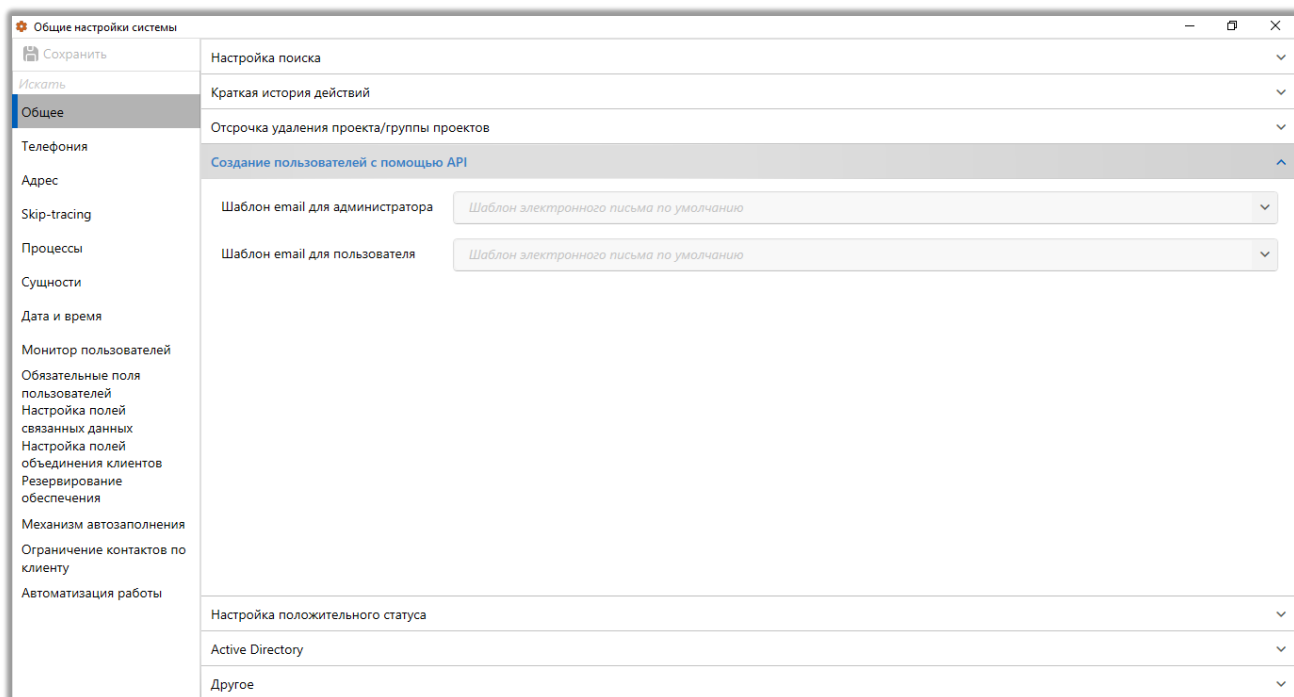 Общие настройки системы
Сохранить
Искать
Общее
Телефония
Адрес
Skip-tracing
Процессы
Сущности
Дата и время
Монитор пользователей
Обязательные поля
пользователей
Настройка полей
связанных данных
Настройка полей
объединения клиентов
Резервирование
обеспечения
Механизм автозаполнения
Ограничение контактов по
клиенту
Автоматизация работы
Настройка поиска
Краткая история действий
Отсрочка удаления проекта/группы проектов
Создание пользователей с помощью API
Шаблон email для администратора
Шаблон электронного письма по умолчанию
Шаблон email для пользователя
Шаблон электронного письма по умолчанию
Настройка положительного статуса
Active Directory
Другое